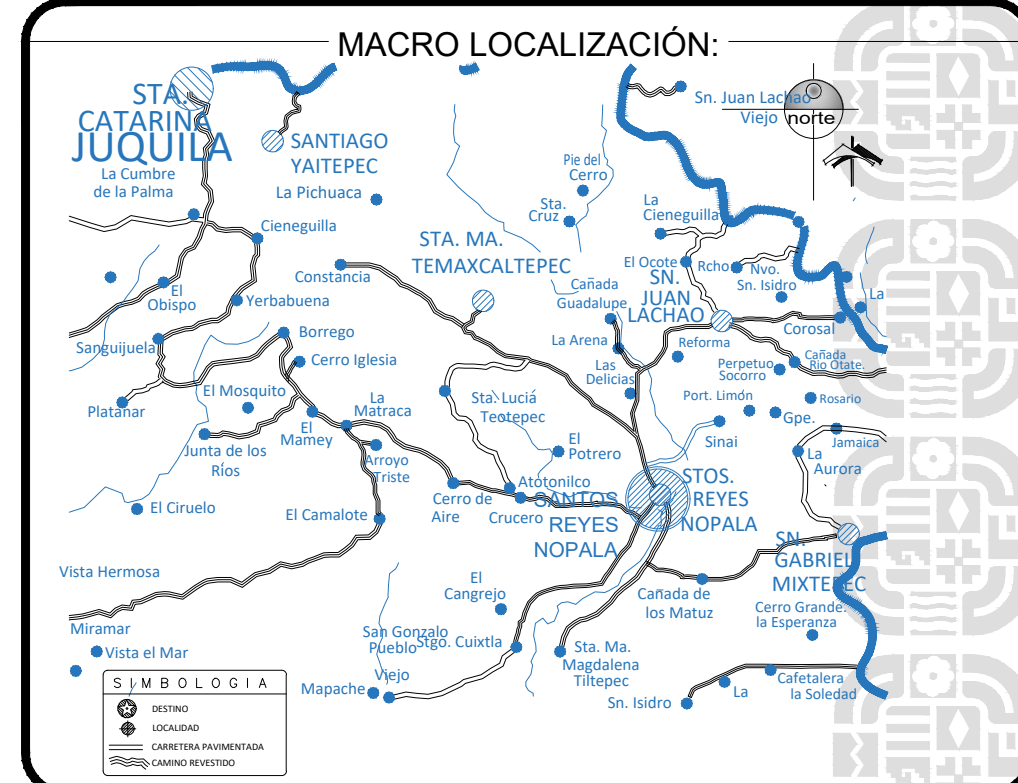 MACRO LOCALIZACIÓN:
STA.
CATARINA
JUQUILA
SANTIAGO
YAITEPEC
La Cumbre
de la Palma
La Pichuaca
Pie del
Cerro
Sta.
Cruz
La
Cieneguilla
Sn. Juan Lachao
Viejo
norte
Cieneguilla
STA. MA.
TEMAXCALTEPEC
Constancia
Cañada
Guadalupe
El Ocote
Rcho
Nvo.
Sn. Isidro
SN.
JUAN
LACHAO
La
Corosal
El
Obispo
Yerbabuena
Sanguijuela
Borrego
Cerro Iglesia
La Arena
Las
Delicias
Reforma
Perpetuo
Socorro
Cañada
Rio Otate.
Platanar
El Mosquito
La
Matraca
El
Mamey
Sta. Luciá
Teotepec
Port. Limón
Gpe.
Rosario
Sinai
Jamaica
La
Aurora
Junta de los
Ríos
Arroyo
Triste
El
Potrero
El Ciruelo
El Camalote
Cerro de
Aire
Atotonilco
Crucero
SANTOS
REYES
NOPALA
STOS.
REYES
NOPALA
SN.
GABRIEL
MIXTEPEC
Vista Hermosa
El
Cangrejo
Cañada de
los Matuz
Cerro Grande.
la Esperanza
Miramar
Vista el Mar
San Gonzalo
Pueblo
Viejo
Stgo. Cuixtla
Mapache
Sta. Ma.
Magdalena
Tiltepec
Sn. Isidro
La
Cafetalera
la Soledad
SIMBOLOGIA
DESTINO
LOCALIDAD
CARRETERA PAVIMENTADA
CAMINO REVESTIDO